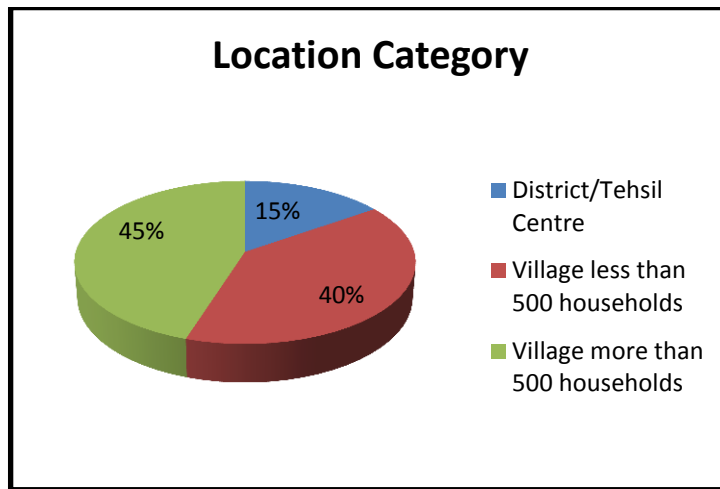 Location Category
15%
45%
40%
District/Tehsil
Centre
Village less than
500 households
Village more than
500 households